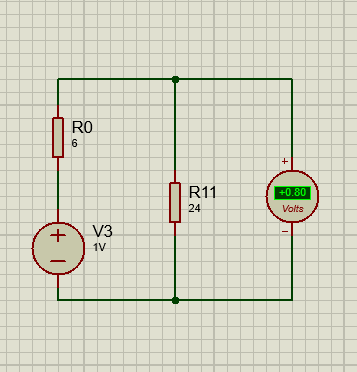 R0
6
V3
1V
R11
24
+
+0.80
Volts
−
+
−